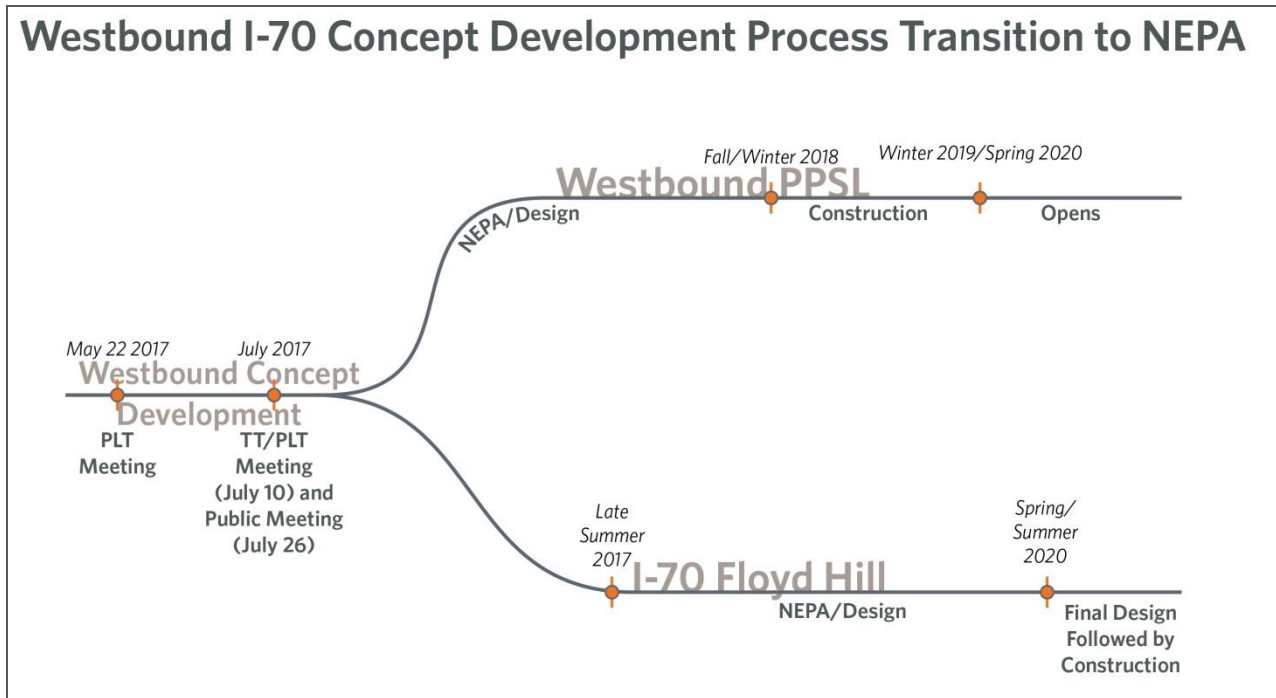 Westbound I-70 Concept Development Process Transition to NEPA
Fall/Winter 2018
Winter 2019/Spring 2020
Westbound PPSL
NEPA/Design
Construction
Opens
May 22 2017
July 2017
Westbound Concept
Development
PLT
Meeting
TT/PLT
Meeting
(July 10) and
Public Meeting
(July 26)
Late
Summer
2017
Spring/
Summer
2020
I-70 Floyd Hill
NEPA/Design
Final Design
Followed by
Construction